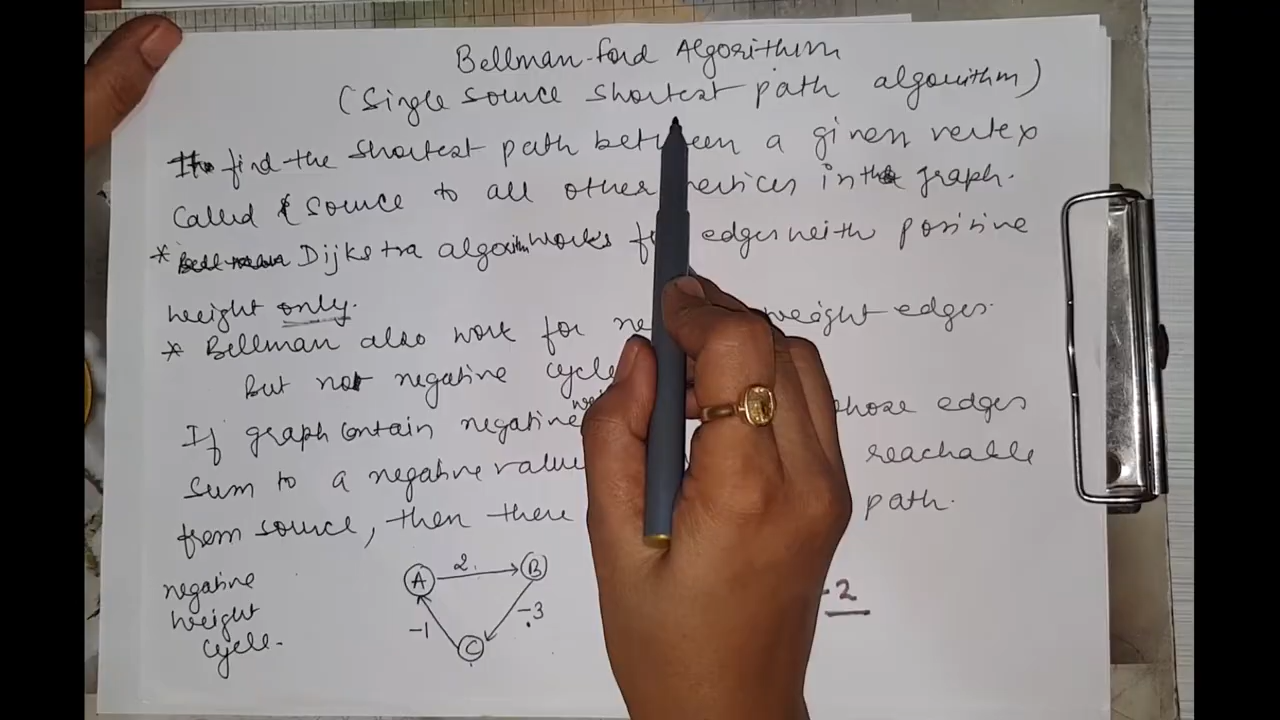 Bellman-ford Algorithm
(Single source shortest path algorithm)
find the shortest path between a given vertex
Called source to all other vertices in the graph.
* Dijkstra algorithm works edges with positive
weight only.
* Bellman also work for weight edges.
But not negative cycle
If graph contain negative whose edges
sum to a negative value reachable
from source, then there path.
negative
weight
cycle.
A 2 B
-1 -3
C
-2